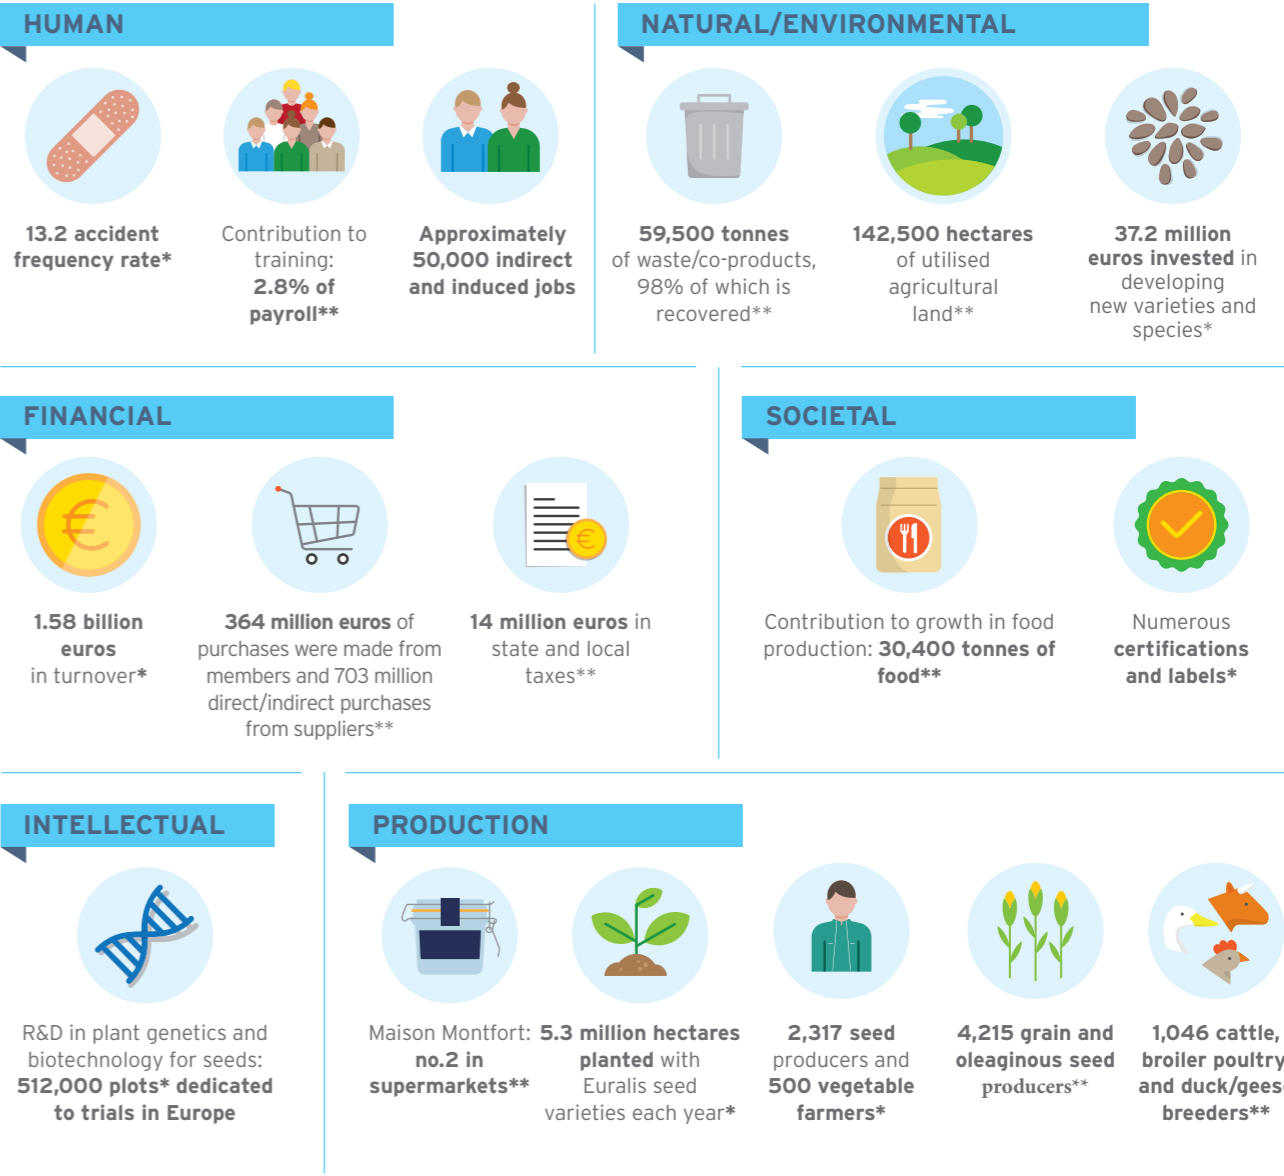 HUMAN
13.2 accident
frequency rate*
Contribution to
training:
2.8% of
payroll**
Approximately
50,000 indirect
and induced jobs
NATURAL/ENVIRONMENTAL
59,500 tonnes
of waste/co-products,
98% of which is
recovered**
142,500 hectares
of utilised
agricultural
land**
37.2 million
euros invested in
developing
new varieties and
species*
FINANCIAL
€
1.58 billion
euros
in turnover*
364 million euros of
purchases were made from
members and 703 million
direct/indirect purchases
from suppliers**
€
14 million euros in
state and local
taxes**
SOCIETAL
Contribution to growth in food
production: 30,400 tonnes of
food**
Numerous
certifications
and labels*
INTELLECTUAL
R&D in plant genetics and
biotechnology for seeds:
512,000 plots* dedicated
to trials in Europe
PRODUCTION
Maison Montfort:
no.2 in
supermarkets**
5.3 million hectares
planted with
Euralis seed
varieties each year*
2,317 seed
producers and
500 vegetable
farmers*
4,215 grain and
oleaginous seed
producers**
1,046 cattle,
broiler poultry
and duck/geese
breeders**